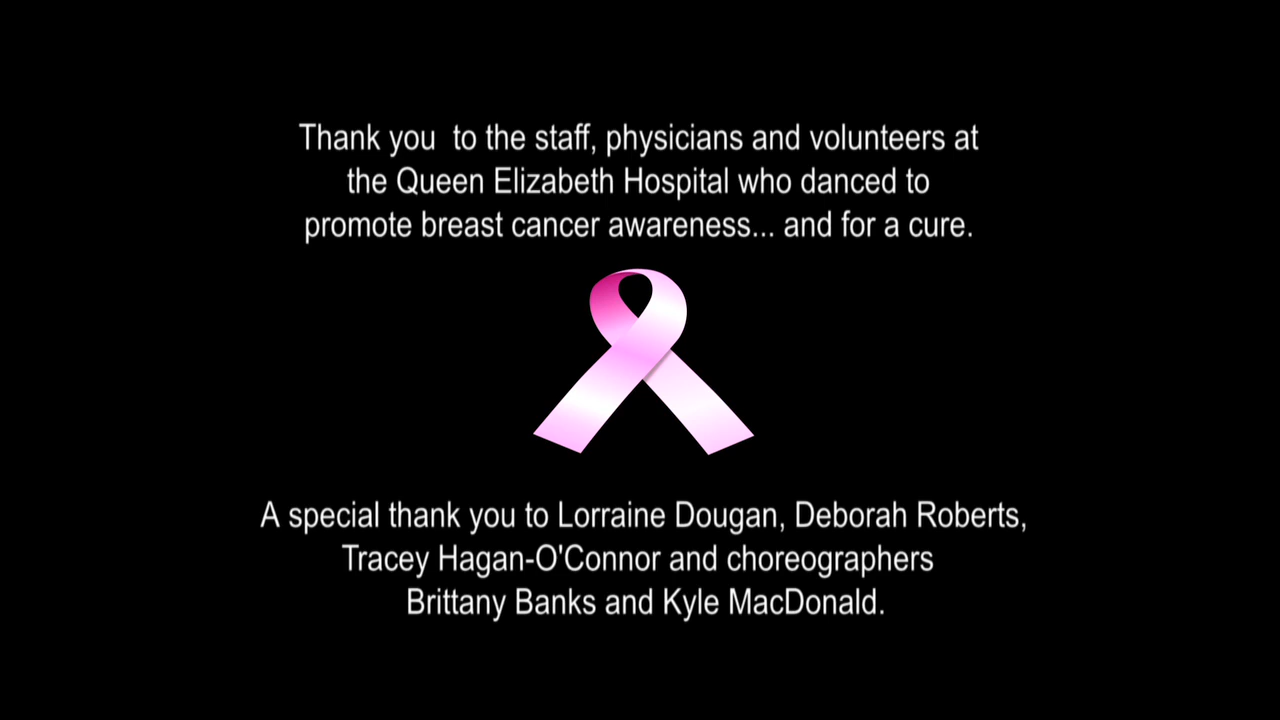 Thank you  to the staff, physicians and volunteers at
the Queen Elizabeth Hospital who danced to
promote breast cancer awareness... and for a cure.
A special thank you to Lorraine Dougan, Deborah Roberts,
Tracey Hagan-O'Connor and choreographers
Brittany Banks and Kyle MacDonald.